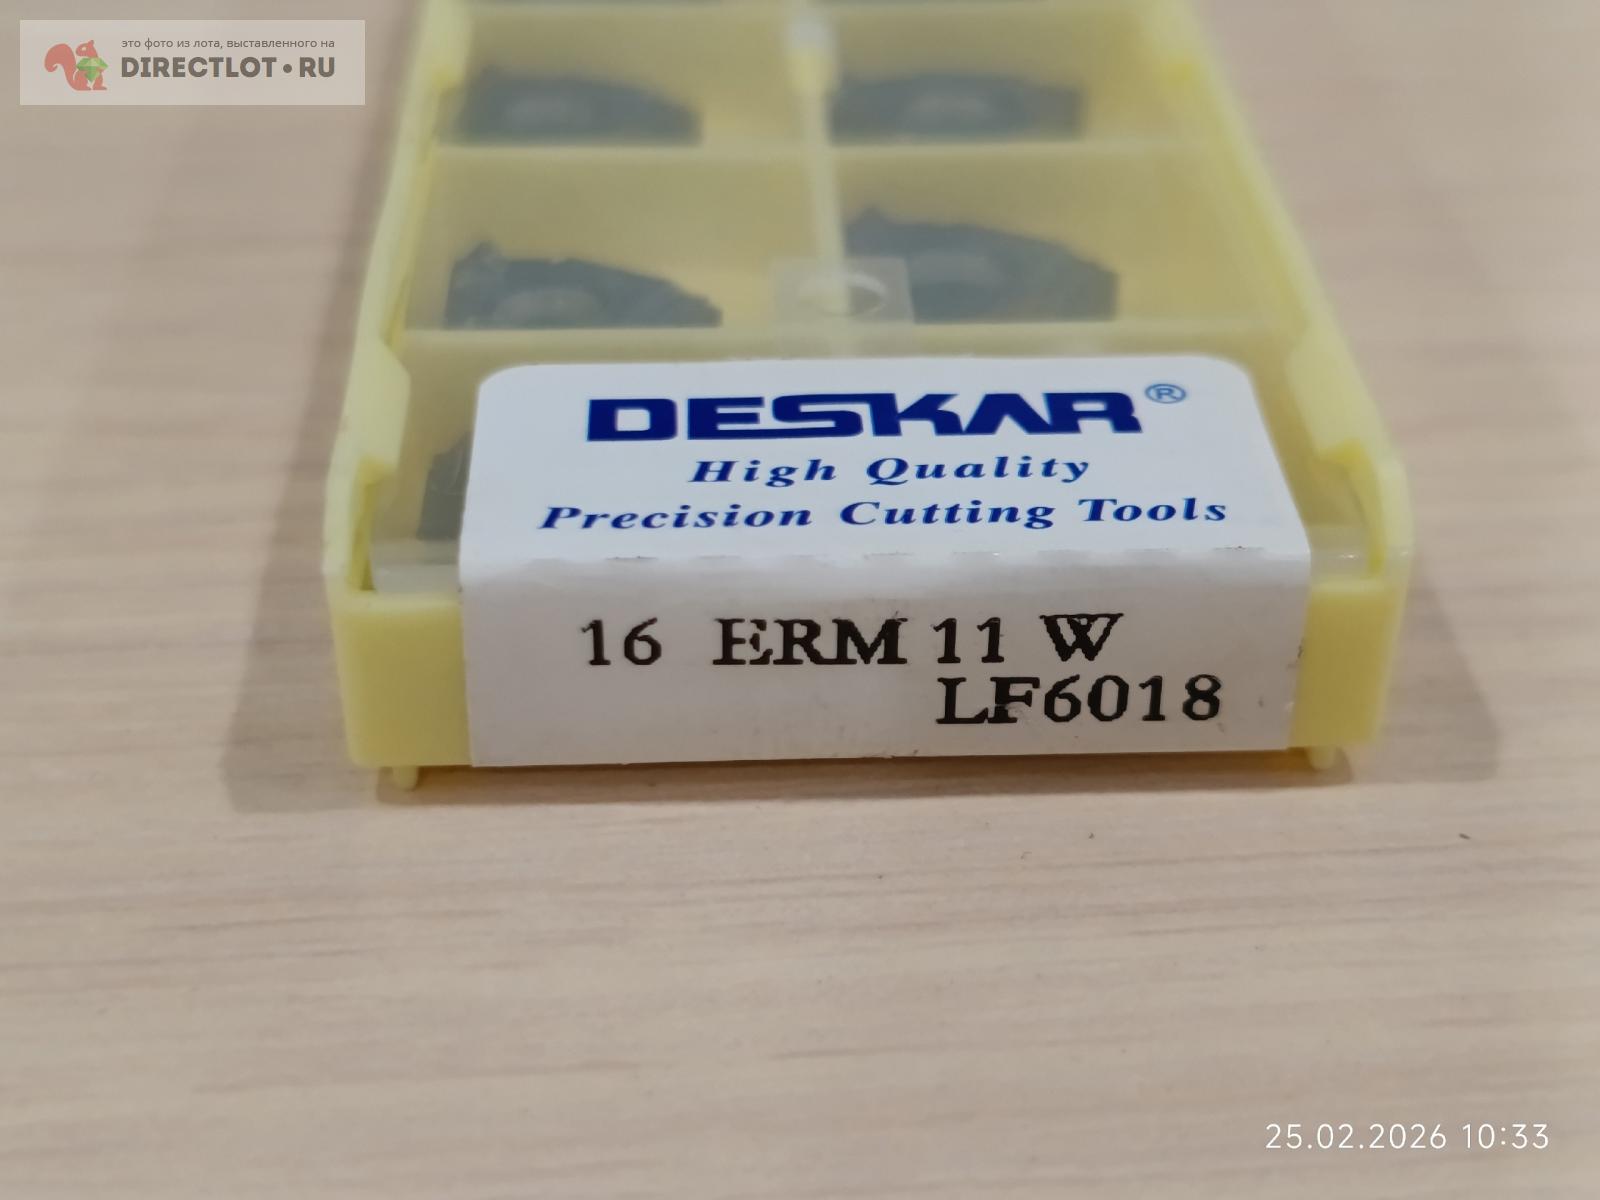 это фото из лота, выставленного на
DIRECTLOT•RU
DESKAR®
High Quality
Precision Cutting Tools
16 ERM 11 W
LF6018
25.02.2026 10:33